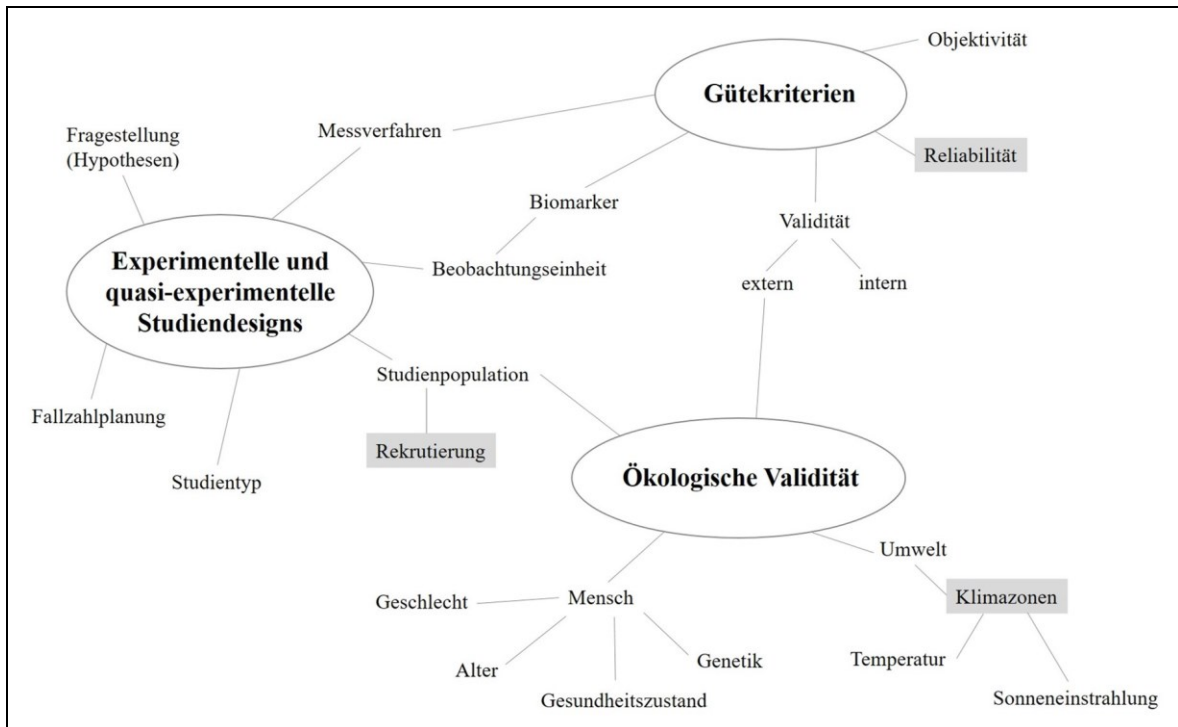 Objektivität
Gütekriterien
Messverfahren
Fragestellung
(Hypothesen)
Reliabilität
Biomarker
Validität
Experimentelle und
quasi-experimentelle
Studiendesigns
Beobachtungseinheit
extern
intern
Studienpopulation
Fallzahlplanung
Rekrutierung
Studientyp
Ökologische Validität
Umwelt
Geschlecht
Mensch
Klimazonen
Alter
Genetik
Temperatur
Gesundheitszustand
Sonneneinstrahlung